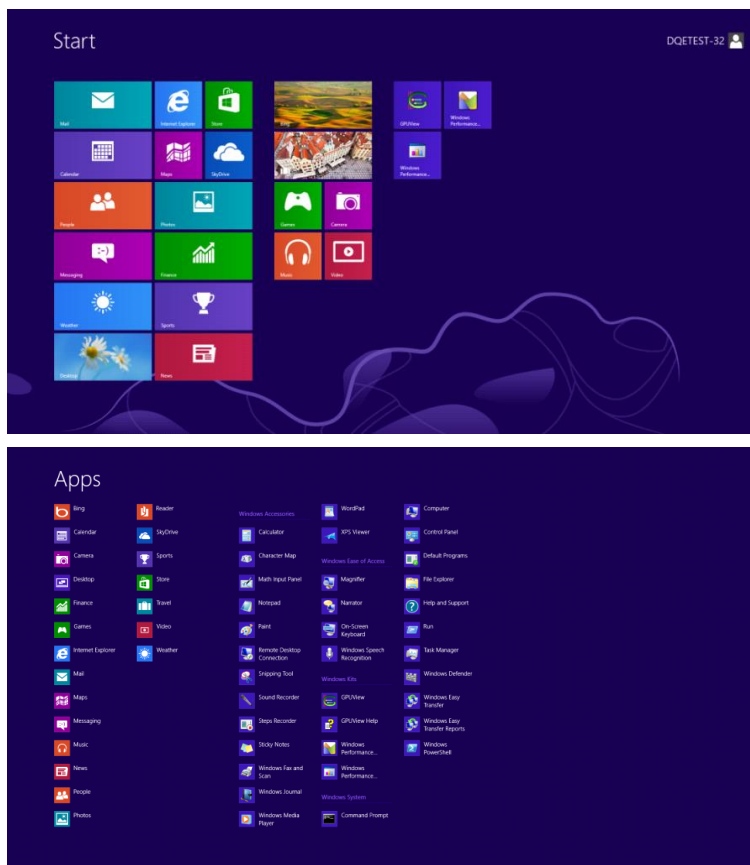 Start
DQETEST-32
Mail
Internet Explorer
Store
Bing
GPUView
Windows
Performance...
Calendar
Maps
SkyDrive
Windows
Performance...
People
Photos
Games
Camera
Messaging
Finance
Music
Video
Weather
Sports
Desktop
News
Apps
Bing
Calendar
Camera
Desktop
Finance
Games
Internet Explorer
Mail
Maps
Messaging
Music
News
People
Photos
Reader
SkyDrive
Sports
Store
Travel
Video
Weather
Windows Accessories
Calculator
Character Map
Math Input Panel
Notepad
Paint
Remote Desktop
Connection
Snipping Tool
Sound Recorder
Steps Recorder
Sticky Notes
Windows Fax and
Scan
Windows Journal
Windows Media
Player
WordPad
XPS Viewer
Windows Ease of Access
Magnifier
Narrator
On-Screen
Keyboard
Windows Speech
Recognition
Windows Kits
GPUView
GPUView Help
Windows
Performance...
Windows
Performance...
Windows System
Command Prompt
Computer
Control Panel
Default Programs
File Explorer
Help and Support
Run
Task Manager
Windows Defender
Windows Easy
Transfer
Windows Easy
Transfer Reports
Windows
PowerShell